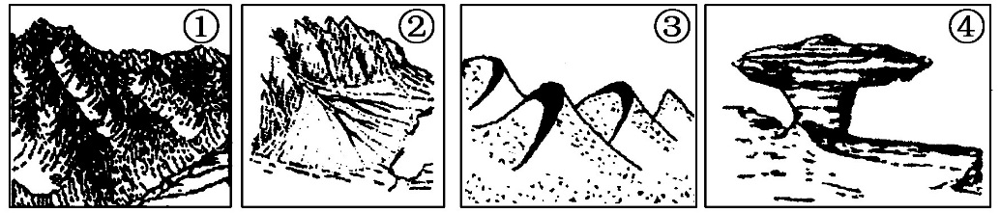 ① ② ③ ④